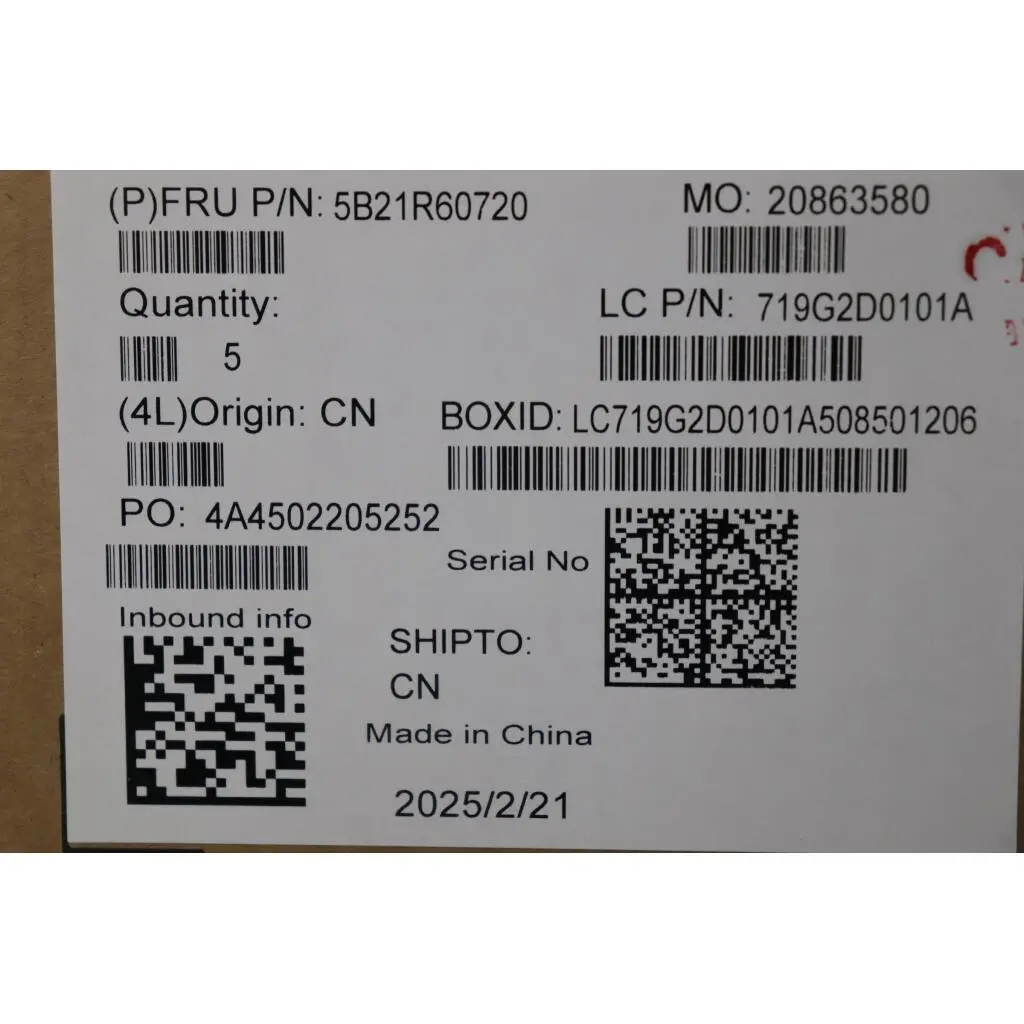 (P)FRU P/N: 5B21R60720
MO: 20863580
Quantity:
5
LC P/N: 719G2D0101A
(4L)Origin: CN
BOXID: LC719G2D0101A508501206
PO: 4A4502205252
Serial No
Inbound info
SHIPTO:
CN
Made in China
2025/2/21